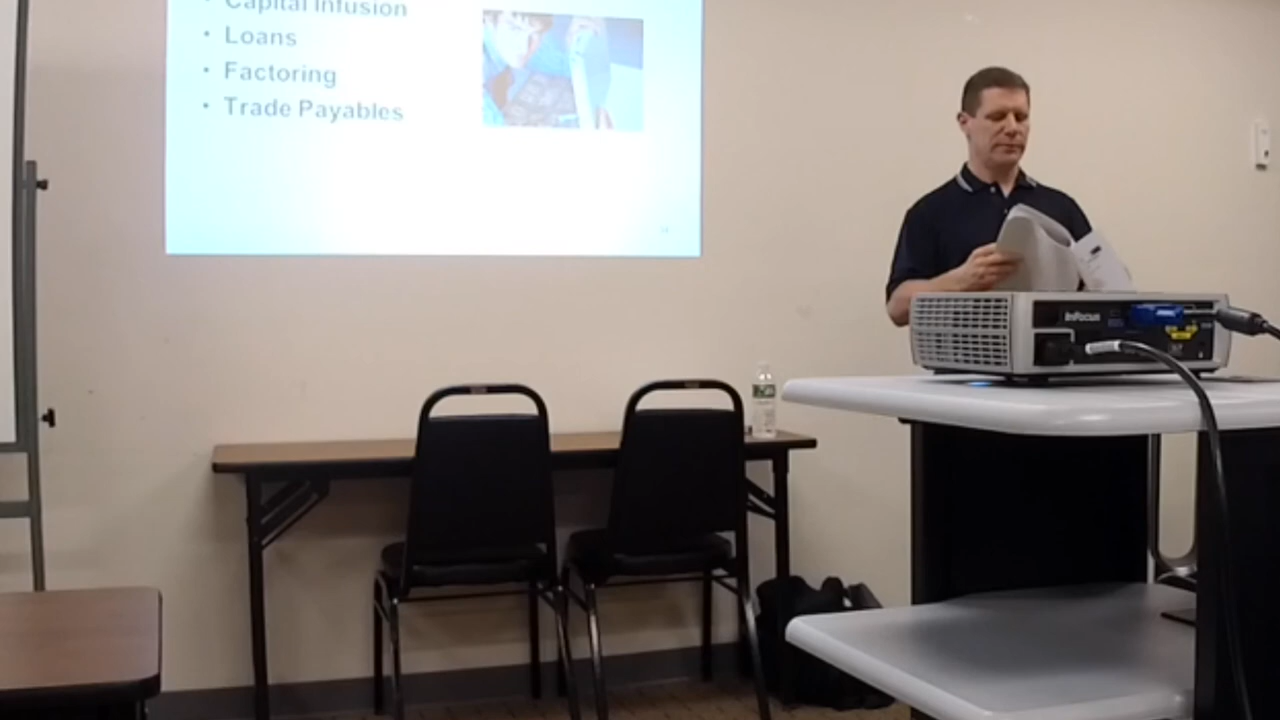 Capital Infusion
Loans
Factoring
Trade Payables
InFocus